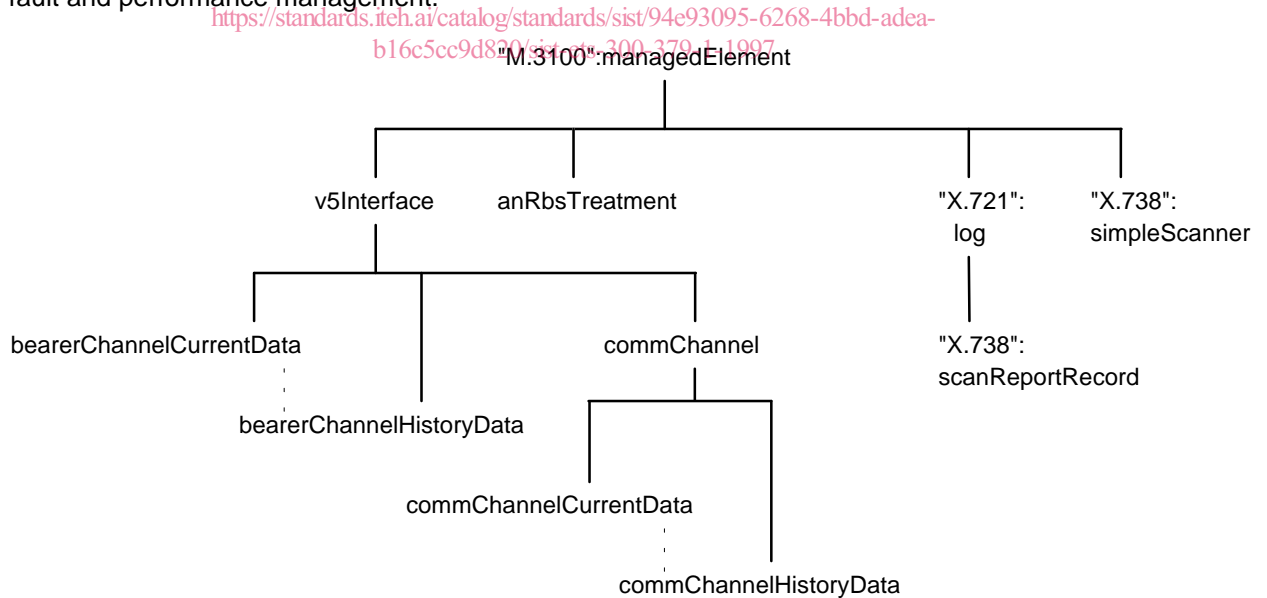 fault and performance management.
https://standards.iteh.ai/catalog/standards/sist/94e93095-6268-4bbd-adea-
b16c5cc9d820/sist-ets-300-379-1-1997
"M.3100":managedElement
v5Interface anRbsTreatment "X.721": "X.738":
log simpleScanner
bearerChannelCurrentData commChannel "X.738":
scanReportRecord
bearerChannelHistoryData
commChannelCurrentData
commChannelHistoryData